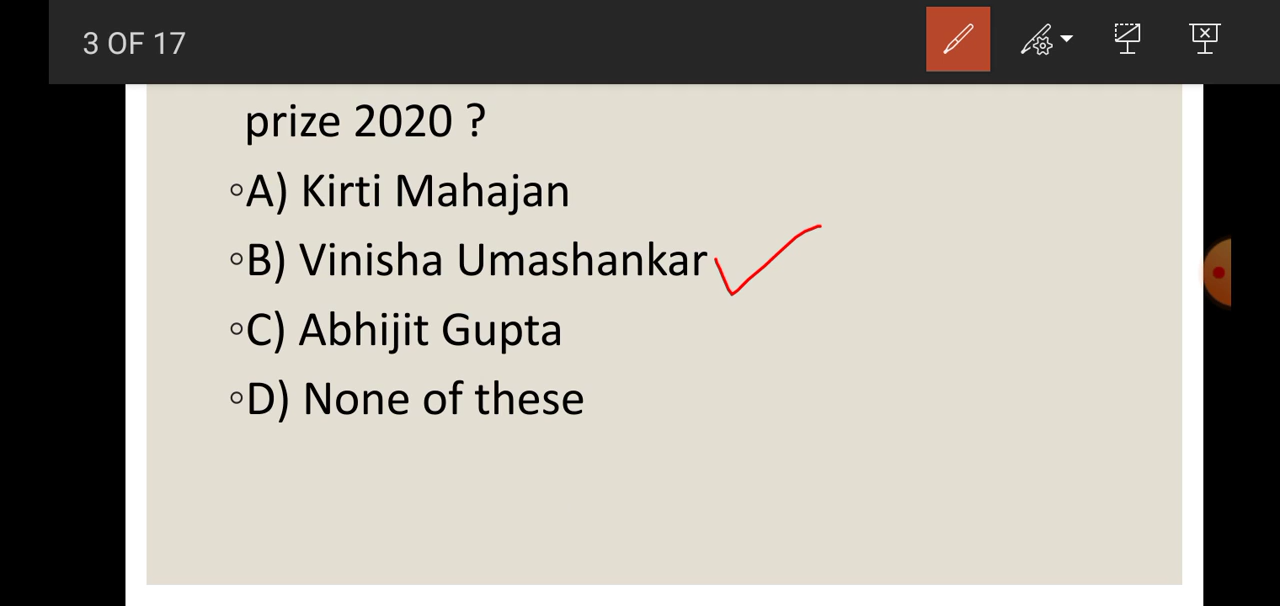 3 OF 17
prize 2020 ?
◦A) Kirti Mahajan
◦B) Vinisha Umashankar
◦C) Abhijit Gupta
◦D) None of these